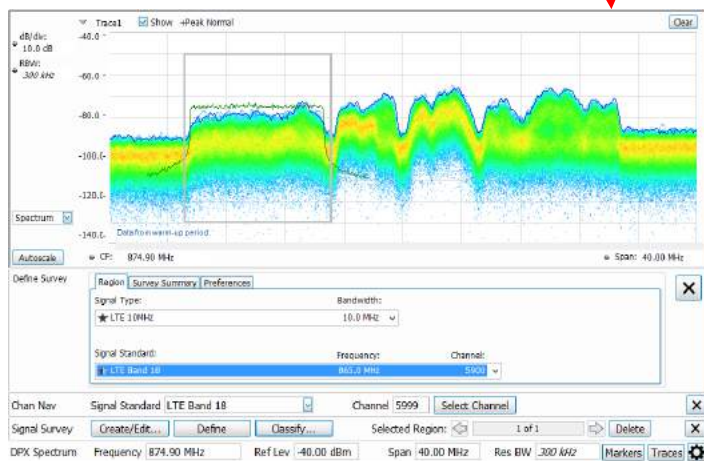 Trace1 Show +Peak Normal Clear
dB/div: -40.0
10.0 dB
RBW:
300 kHz -60.0
-80.0
-100.0
-120.0
Spectrum
-140.0 Data from warm-up period
Autoscale CF: 874.90 MHz Span: 40.00 MHz
Define Survey Region Survey Summary Preferences
Signal Type: Bandwidth:
LTE 10MHz 10.0 MHz
Signal Standard: Frequency: Channel:
LTE Band 18 865.0 MHz 5900
Chan Nav Signal Standard LTE Band 18 Channel 5999 Select Channel X
Signal Survey Create/Edit... Define Classify... Selected Region: 1 of 1 Delete X
DPX Spectrum Frequency 874.90 MHz Ref Lev -40.00 dBm Span 40.00 MHz Res BW 300 kHz Markers Traces